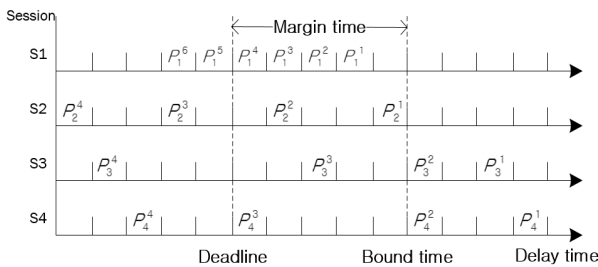 Session
Margin time
S1 P₁⁶ P₁⁵ P₁⁴ P₁³ P₁² P₁¹
S2 P₂⁴ P₂³ P₂² P₂¹
S3 P₃⁴ P₃³ P₃² P₃¹
S4 P₄⁴ P₄³ P₄² P₄¹
Deadline Bound time Delay time